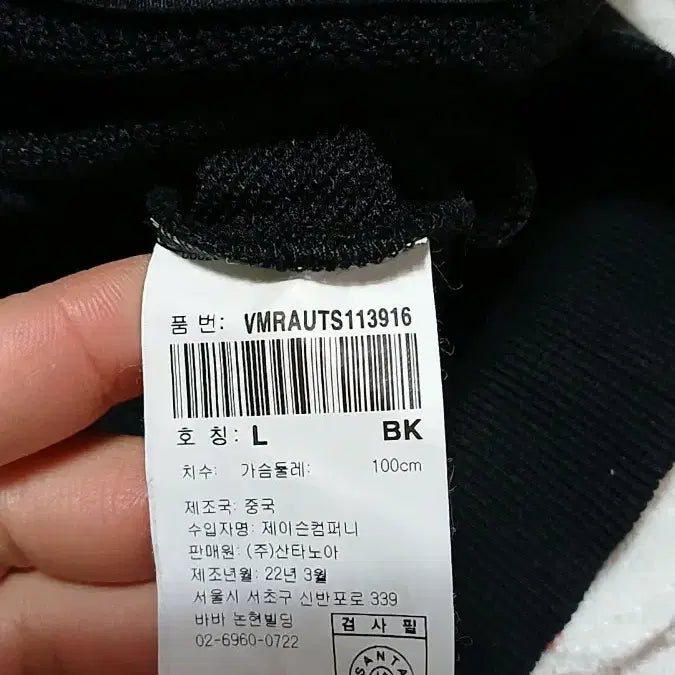 품 번: VMRAUTS113916
호 칭: L BK
치수: 가슴둘레: 100cm
제조국: 중국
수입자명: 제이슨컴퍼니
판매원: (주)산타노아
제조년월: 22년 3월
서울시 서초구 신반포로 339
바바 논현빌딩
02-6960-0722
검 사 필
SANTA